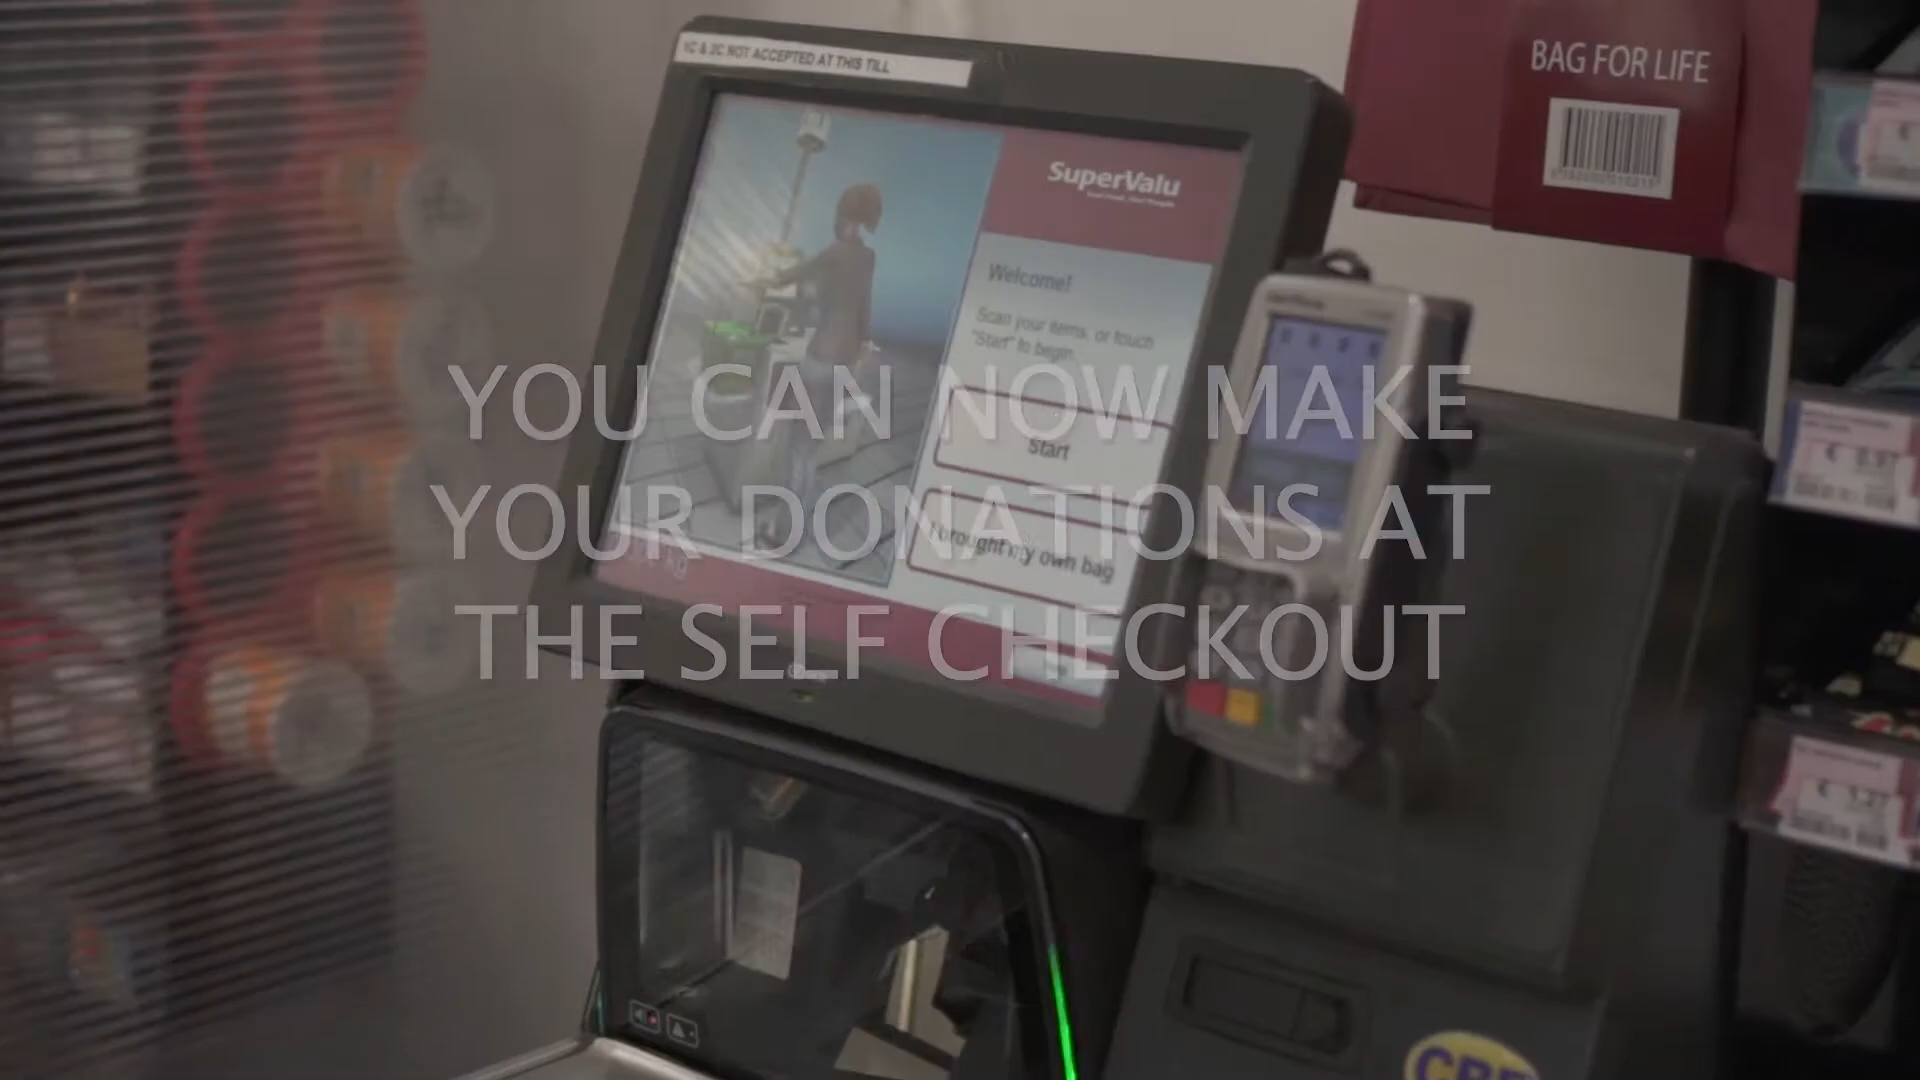 1C & 2C NOT ACCEPTED AT THIS TILL
BAG FOR LIFE
SuperValu
Welcome!
Scan your items, or touch
"Start" to begin.
Start
I brought my own bag
kg
YOU CAN NOW MAKE
YOUR DONATIONS AT
THE SELF CHECKOUT